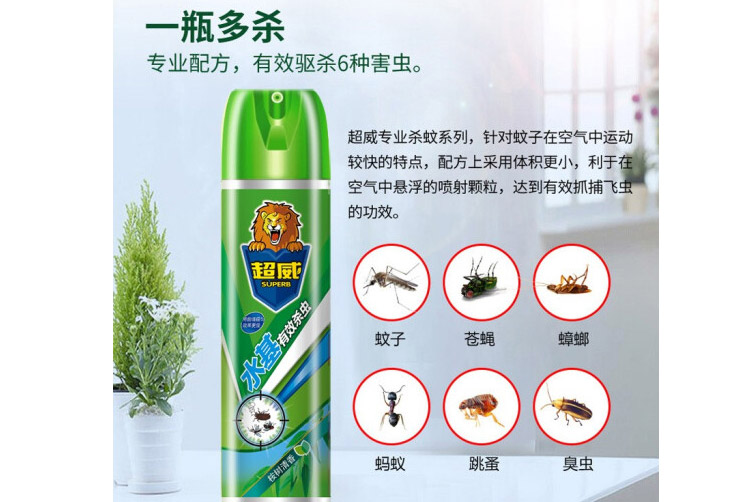 一瓶多杀
专业配方，有效驱杀6种害虫。
超威专业杀蚊系列，针对蚊子在空气中运动
较快的特点，配方上采用体积更小，利于在
空气中悬浮的喷射颗粒，达到有效抓捕飞虫
的功效。
超威
SUPERB
水基有效杀虫
桉树清香
蚊子
苍蝇
蟑螂
蚂蚁
跳蚤
臭虫